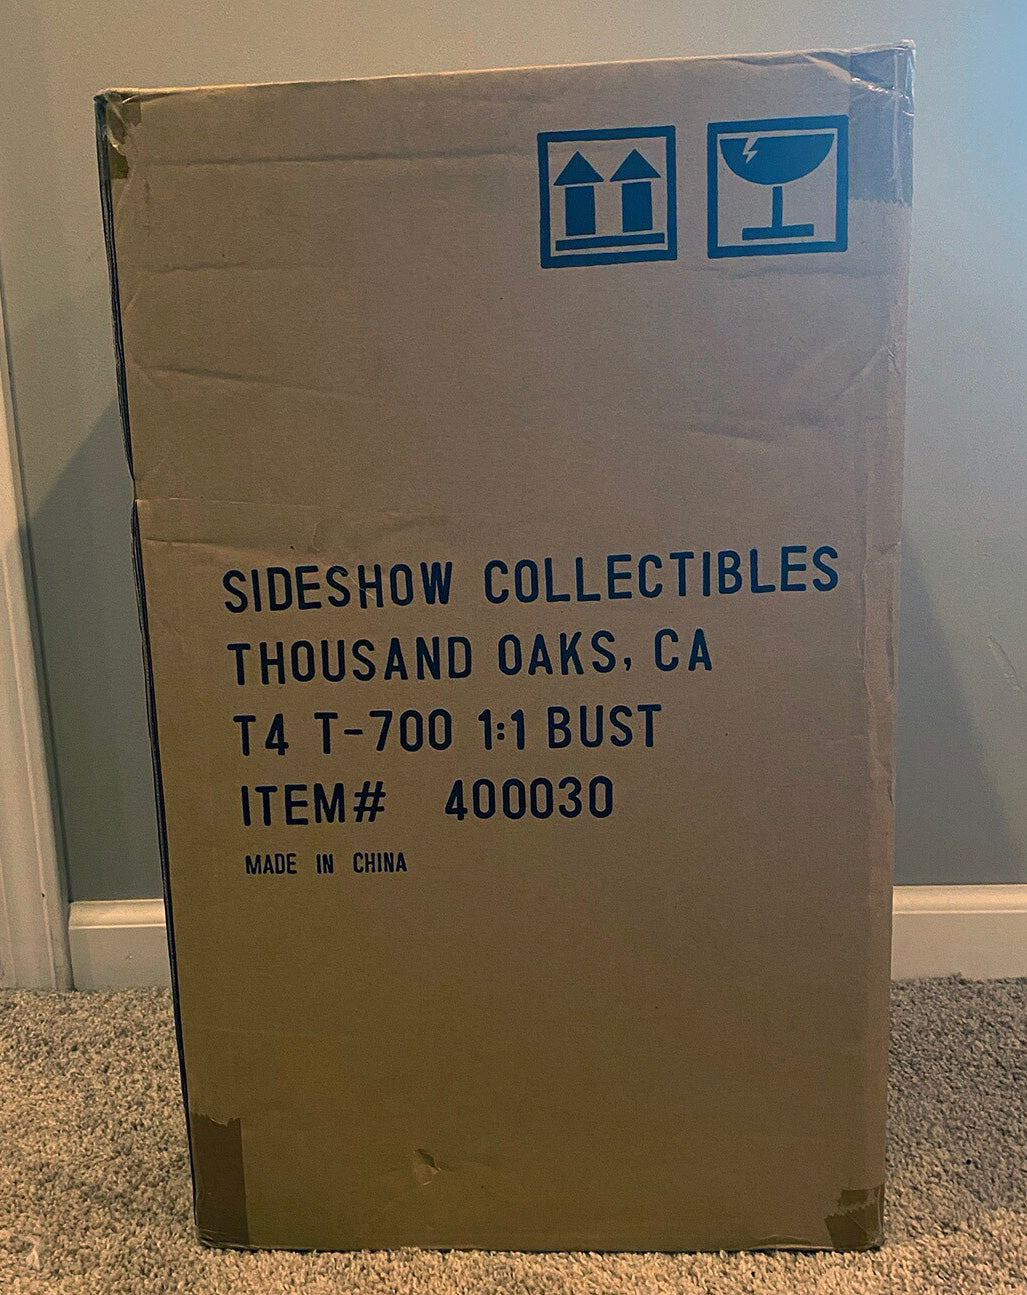 SIDESHOW COLLECTIBLES
THOUSAND OAKS, CA
T4 T-700 1:1 BUST
ITEM# 400030
MADE IN CHINA